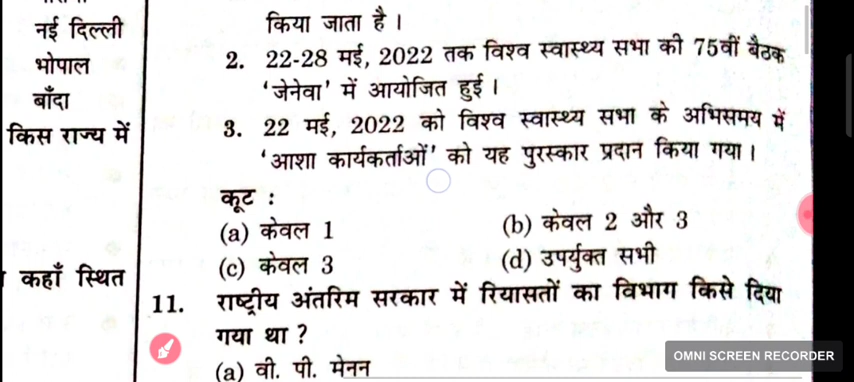 नई दिल्ली
भोपाल
बाँदा
किस राज्य में
कहाँ स्थित
किया जाता है।
2. 22-28 मई, 2022 तक विश्व स्वास्थ्य सभा की 75वीं बैठक
'जेनेवा' में आयोजित हुई।
3. 22 मई, 2022 को विश्व स्वास्थ्य सभा के अभिसमय में
'आशा कार्यकर्ताओं' को यह पुरस्कार प्रदान किया गया।
कूट :
(a) केवल 1 (b) केवल 2 और 3
(c) केवल 3 (d) उपर्युक्त सभी
11. राष्ट्रीय अंतरिम सरकार में रियासतों का विभाग किसे दिया
गया था ?
(a) वी. पी. मेनन
OMNI SCREEN RECORDER